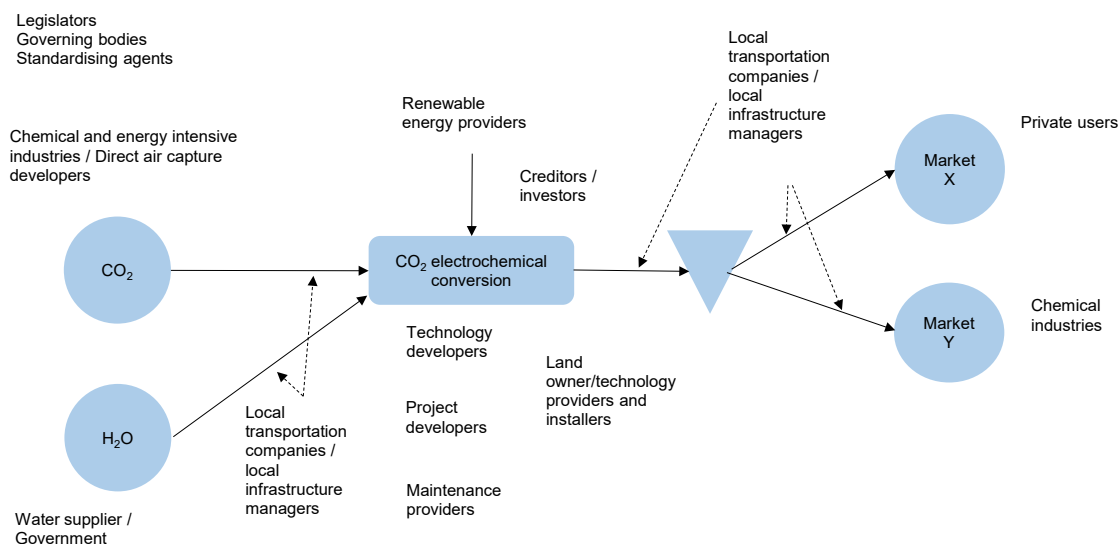 Legislators
Governing bodies
Standardising agents
Local
transportation
companies /
local
infrastructure
managers
Renewable
energy providers
Private users
Chemical and energy intensive
industries / Direct air capture
developers
Market
X
Creditors /
investors
CO₂
CO₂ electrochemical
conversion
Chemical
industries
Market
Y
Technology
developers
Land
owner/technology
providers and
installers
Project
developers
H₂O
Local
transportation
companies /
local
infrastructure
managers
Maintenance
providers
Water supplier /
Government